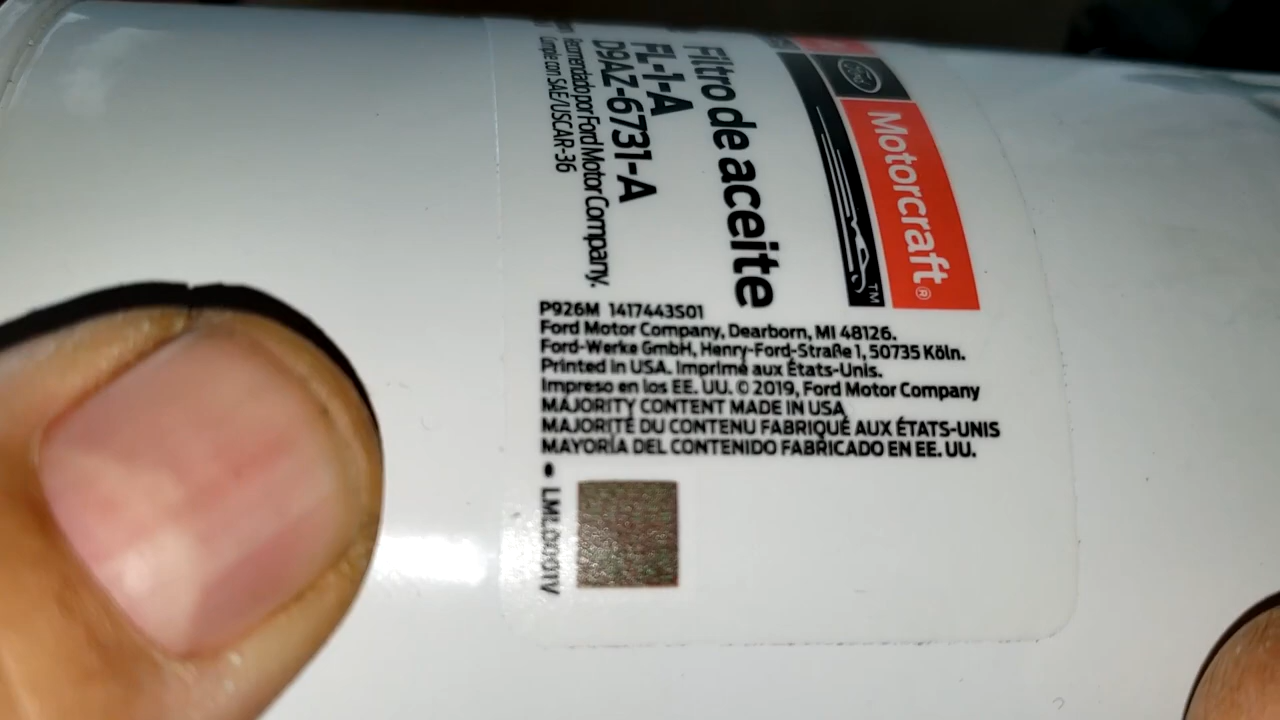 Ford
Motorcraft®
TM
Filtro de aceite
FL-1-A
D9AZ-6731-A
Recomendado por Ford Motor Company.
Cumple con SAE/USCAR-36
P926M 1417443S01
Ford Motor Company, Dearborn, MI 48126.
Ford-Werke GmbH, Henry-Ford-Straße 1, 50735 Köln.
Printed in USA. Imprimé aux États-Unis.
Impreso en los EE. UU. © 2019, Ford Motor Company
MAJORITY CONTENT MADE IN USA
MAJORITÉ DU CONTENU FABRIQUÉ AUX ÉTATS-UNIS
MAYORÍA DEL CONTENIDO FABRICADO EN EE. UU.